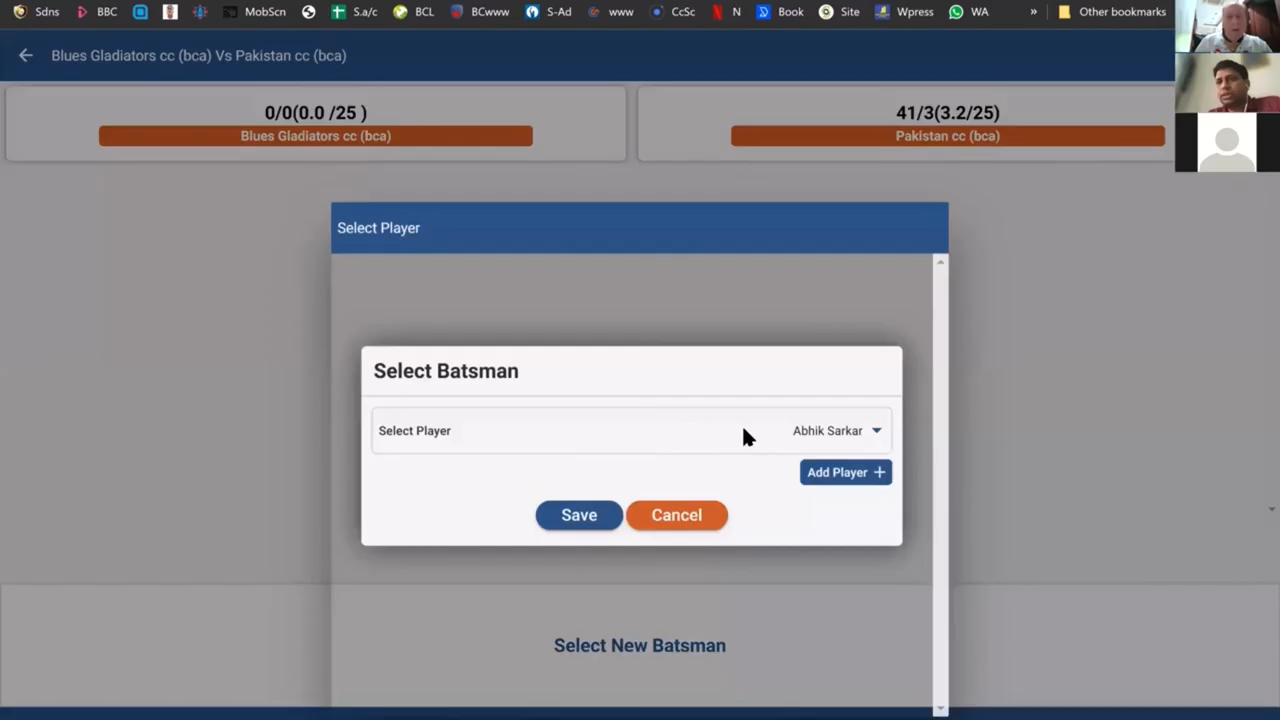 Sdns BBC MobScn S.a/c BCL BCwww S-Ad www CcSc N Book Site Wpress WA » Other bookmarks
Blues Gladiators cc (bca) Vs Pakistan cc (bca)
0/0(0.0 /25 )
Blues Gladiators cc (bca)
41/3(3.2/25)
Pakistan cc (bca)
Select Player
Select Batsman
Select Player Abhik Sarkar
Add Player +
Save Cancel
Select New Batsman